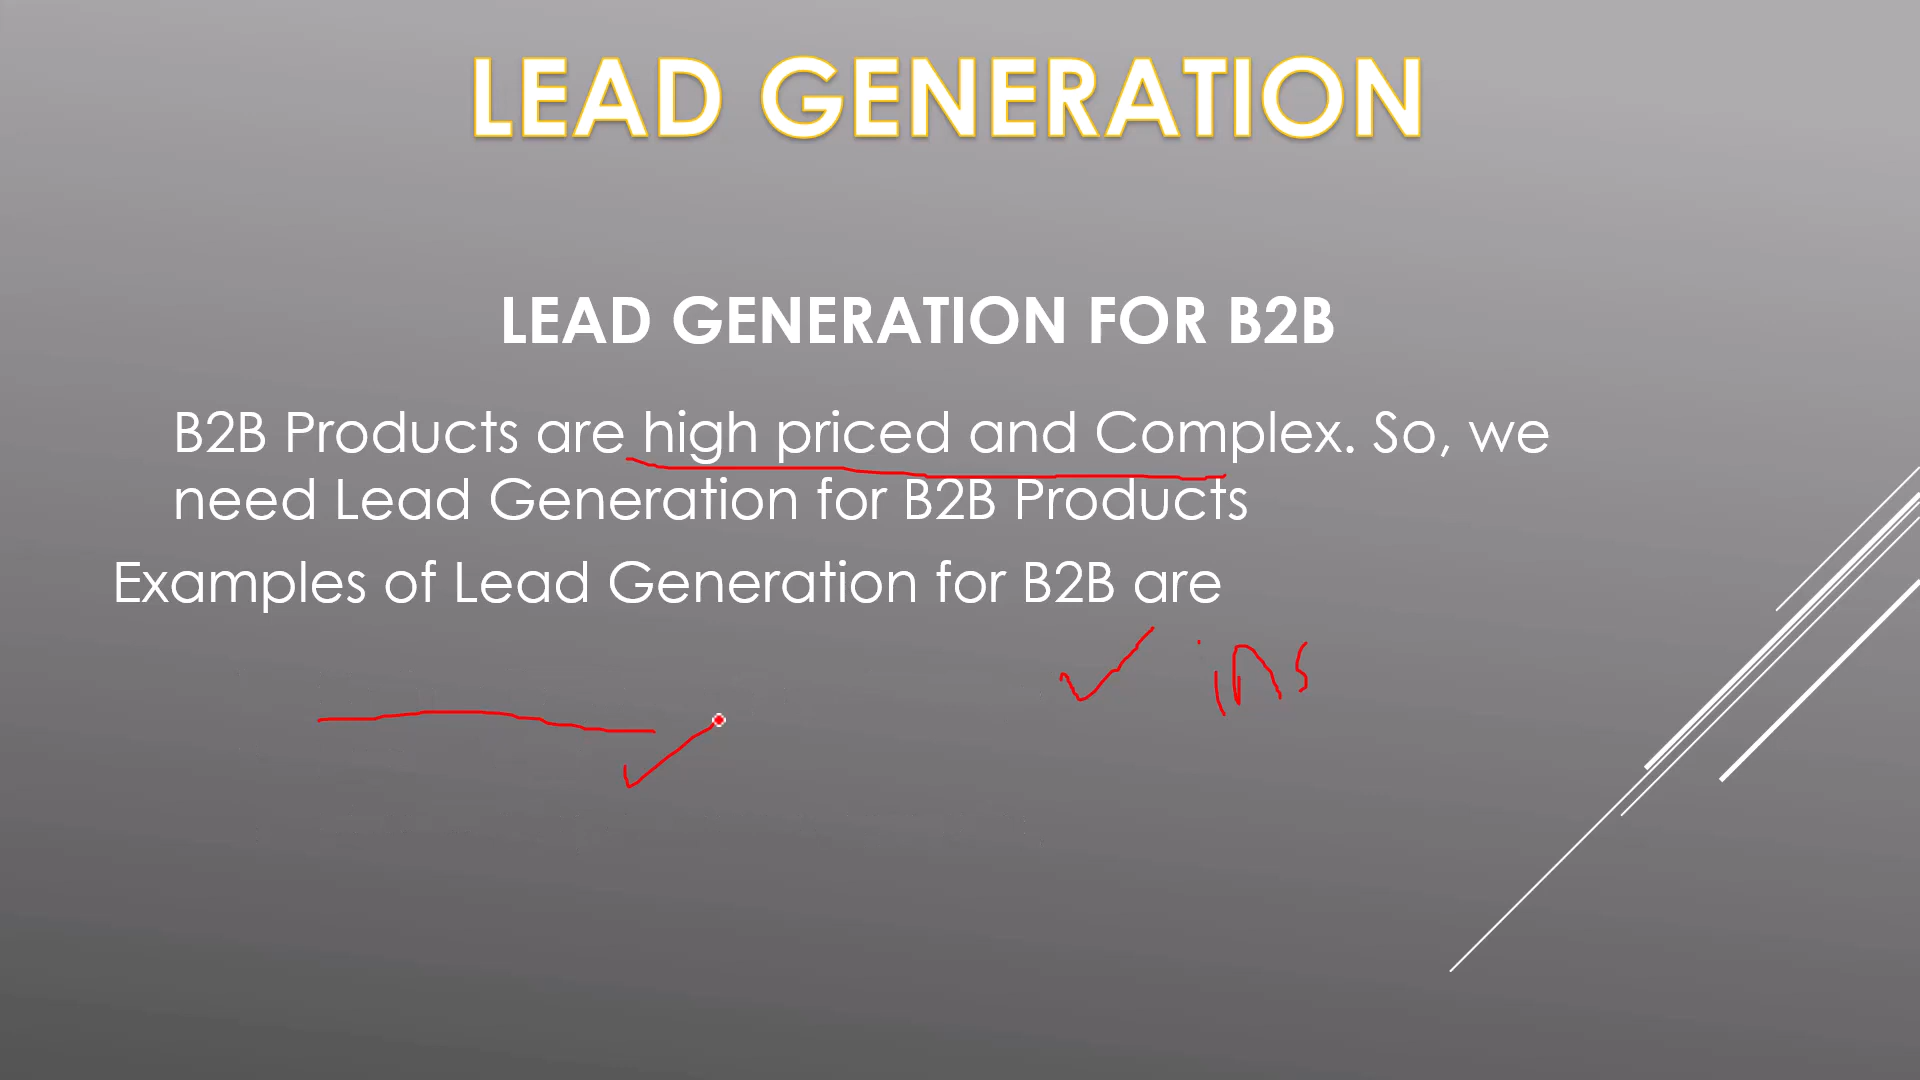 LEAD GENERATION
LEAD GENERATION FOR B2B
B2B Products are high priced and Complex. So, we
need Lead Generation for B2B Products
Examples of Lead Generation for B2B are
ins